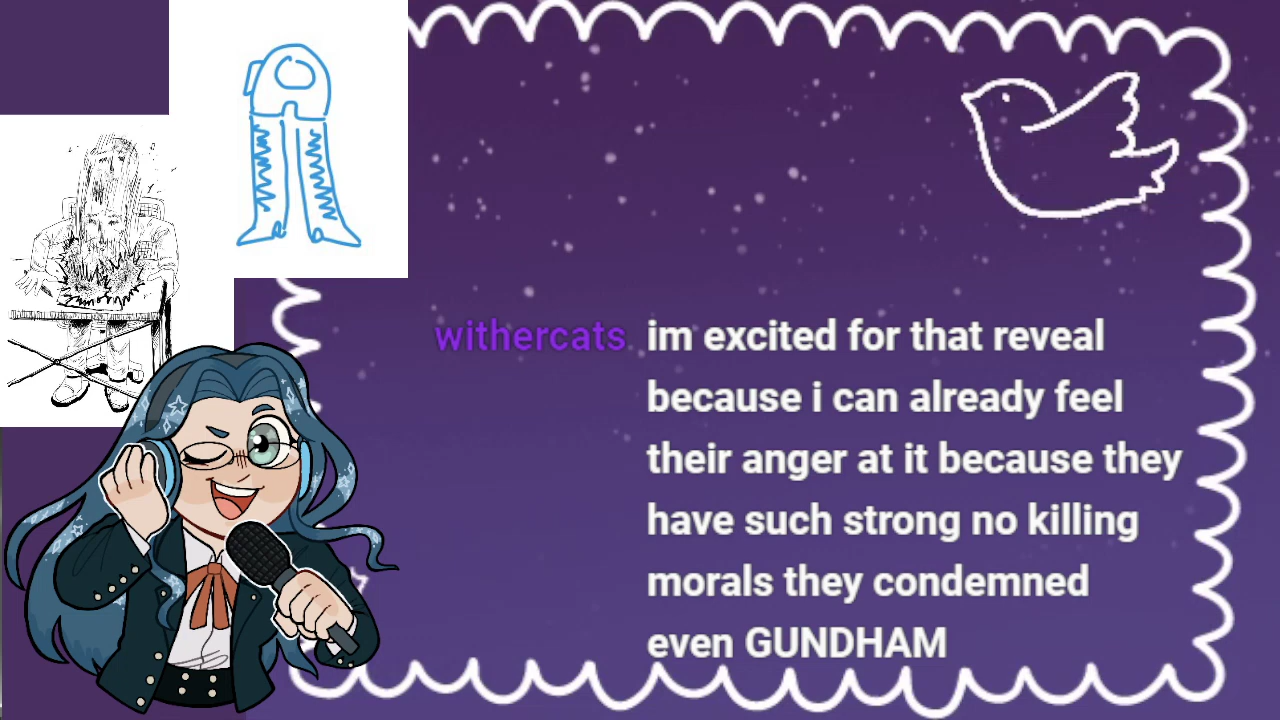 withercats im excited for that reveal
because i can already feel
their anger at it because they
have such strong no killing
morals they condemned
even GUNDHAM